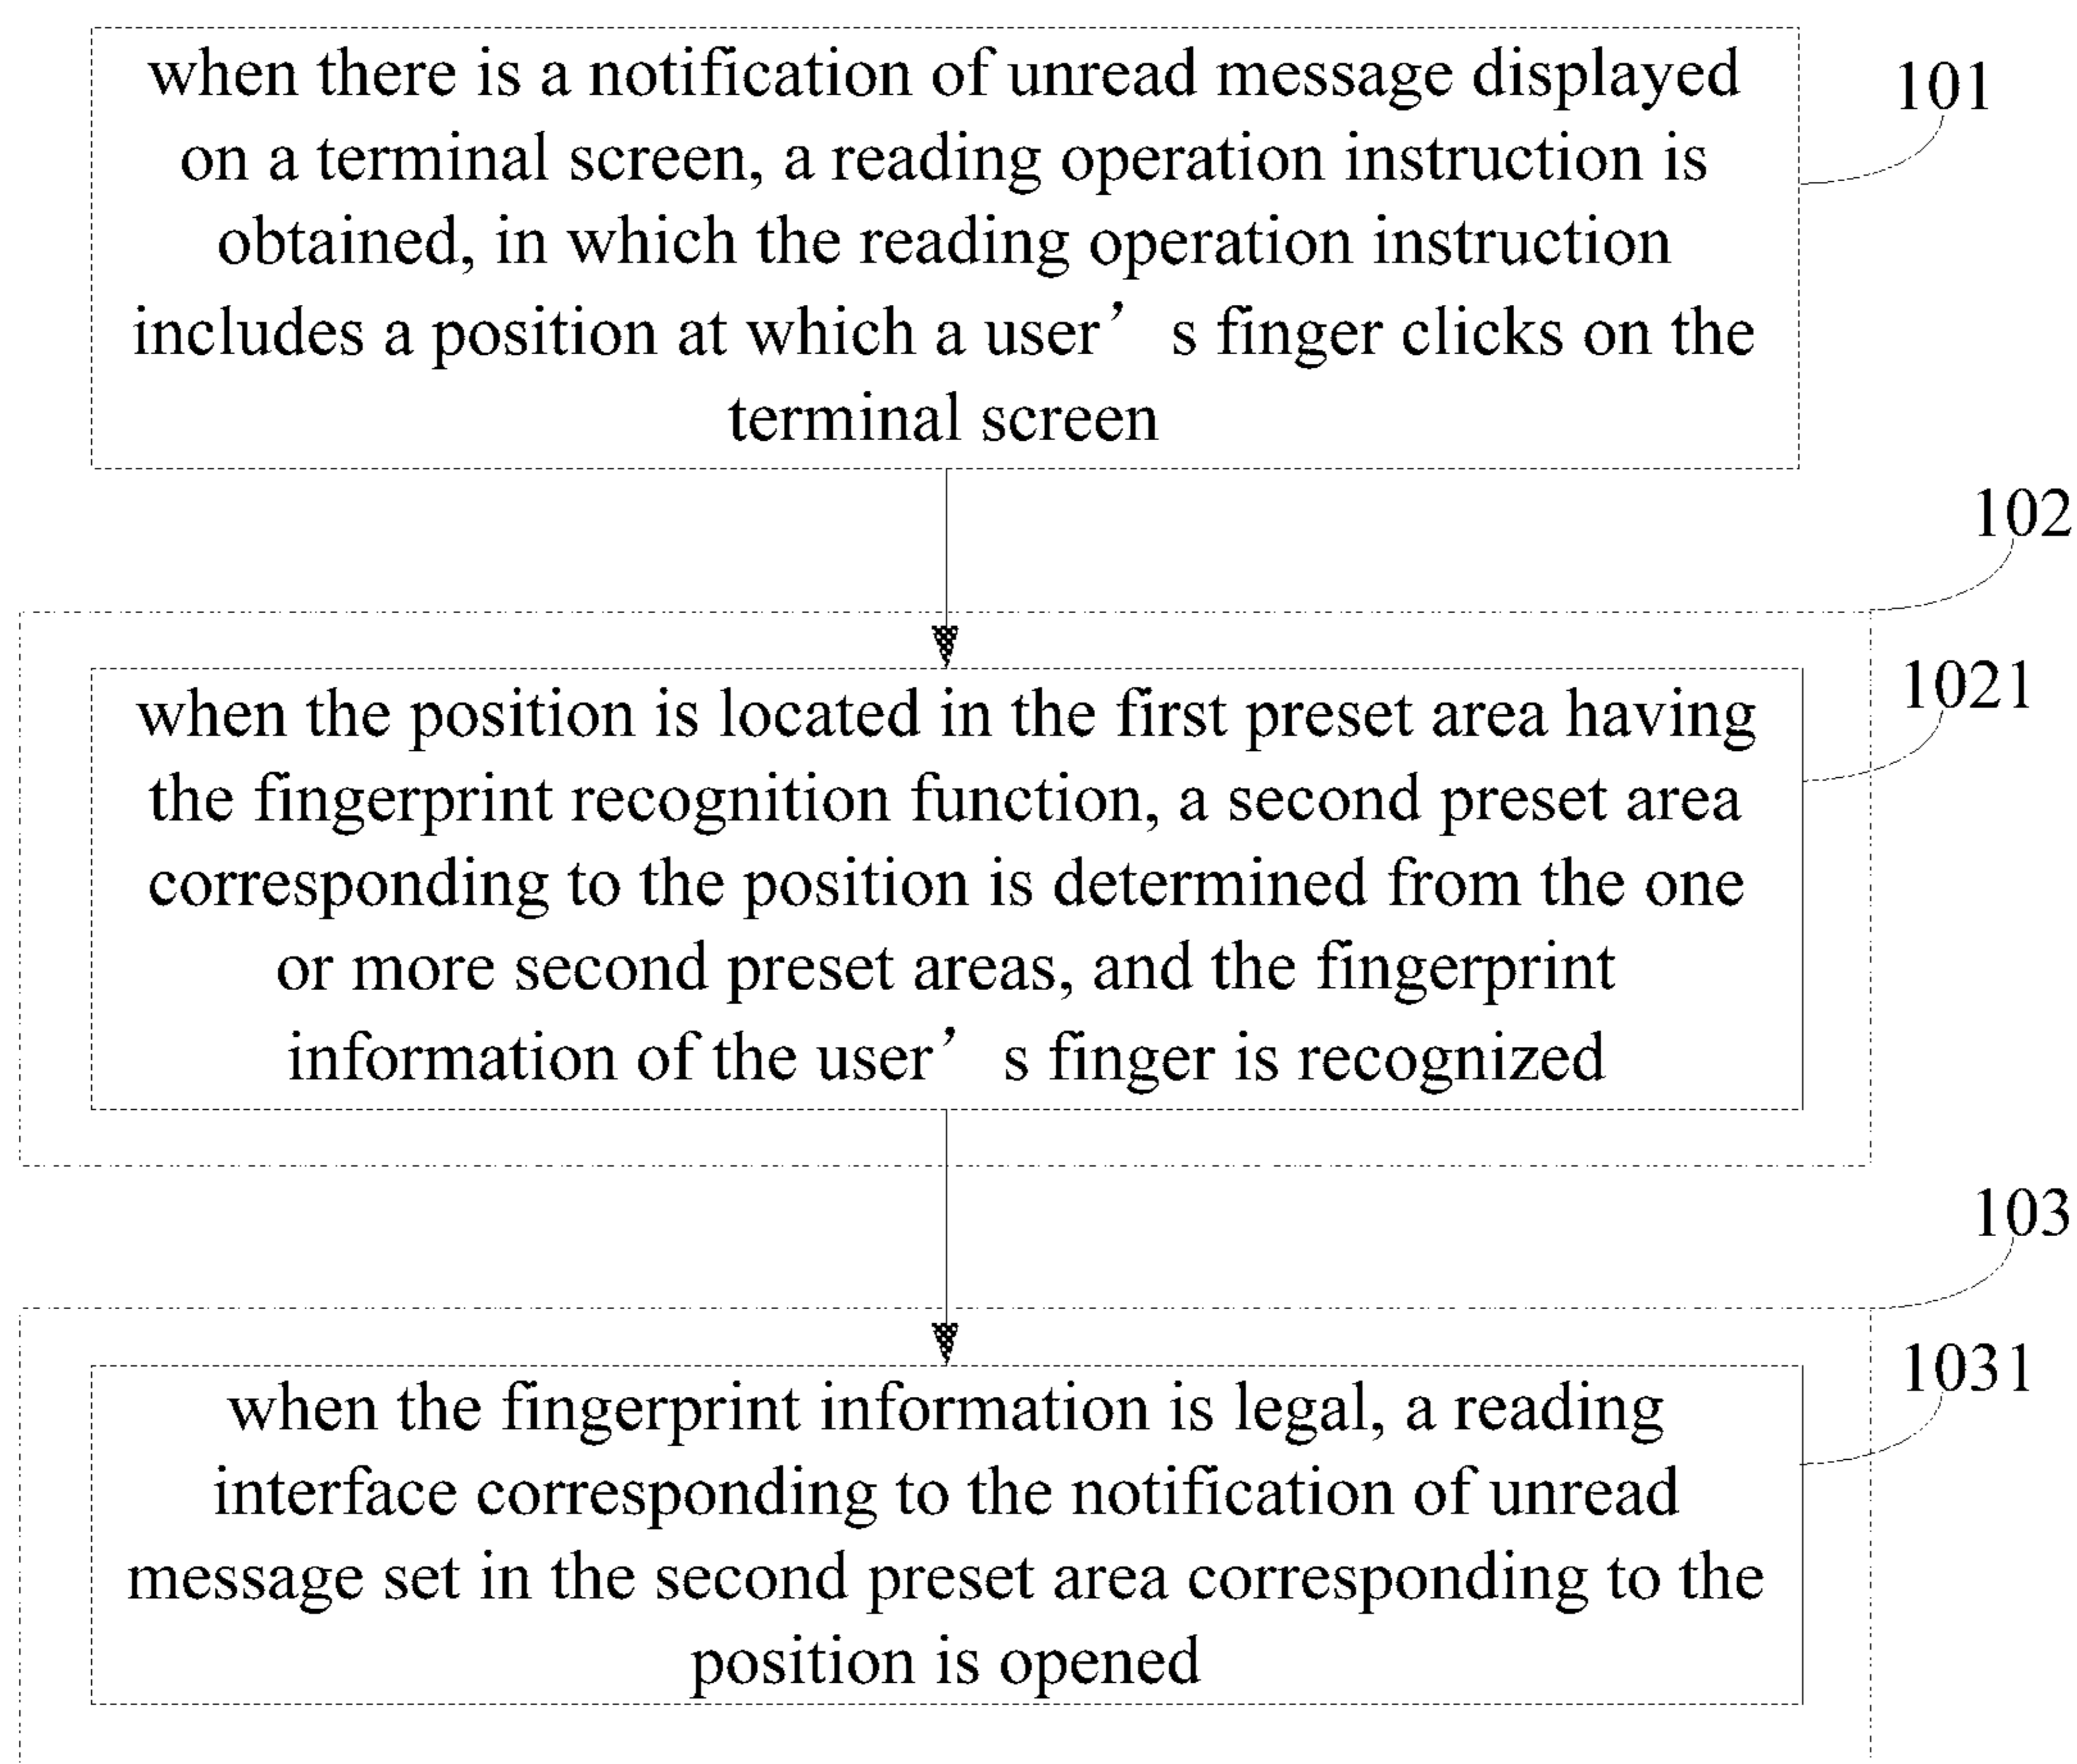 when there is a notification of unread message displayed
on a terminal screen, a reading operation instruction is
obtained, in which the reading operation instruction
includes a position at which a user’ s finger clicks on the
terminal screen
101
102
when the position is located in the first preset area having
the fingerprint recognition function, a second preset area
corresponding to the position is determined from the one
or more second preset areas, and the fingerprint
information of the user’ s finger is recognized
1021
103
when the fingerprint information is legal, a reading
interface corresponding to the notification of unread
message set in the second preset area corresponding to the
position is opened
1031